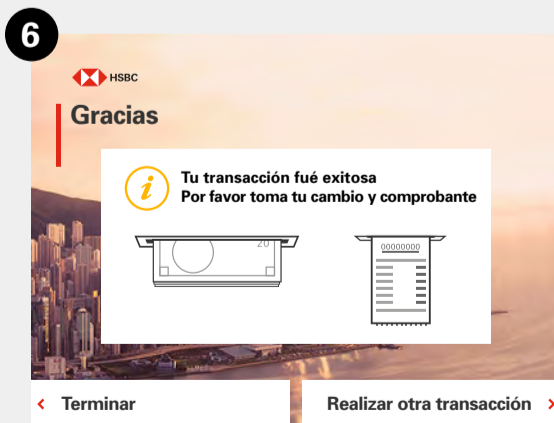 6
HSBC
Gracias
Tu transacción fué exitosa
Por favor toma tu cambio y comprobante
20
00000000
< Terminar
Realizar otra transacción >